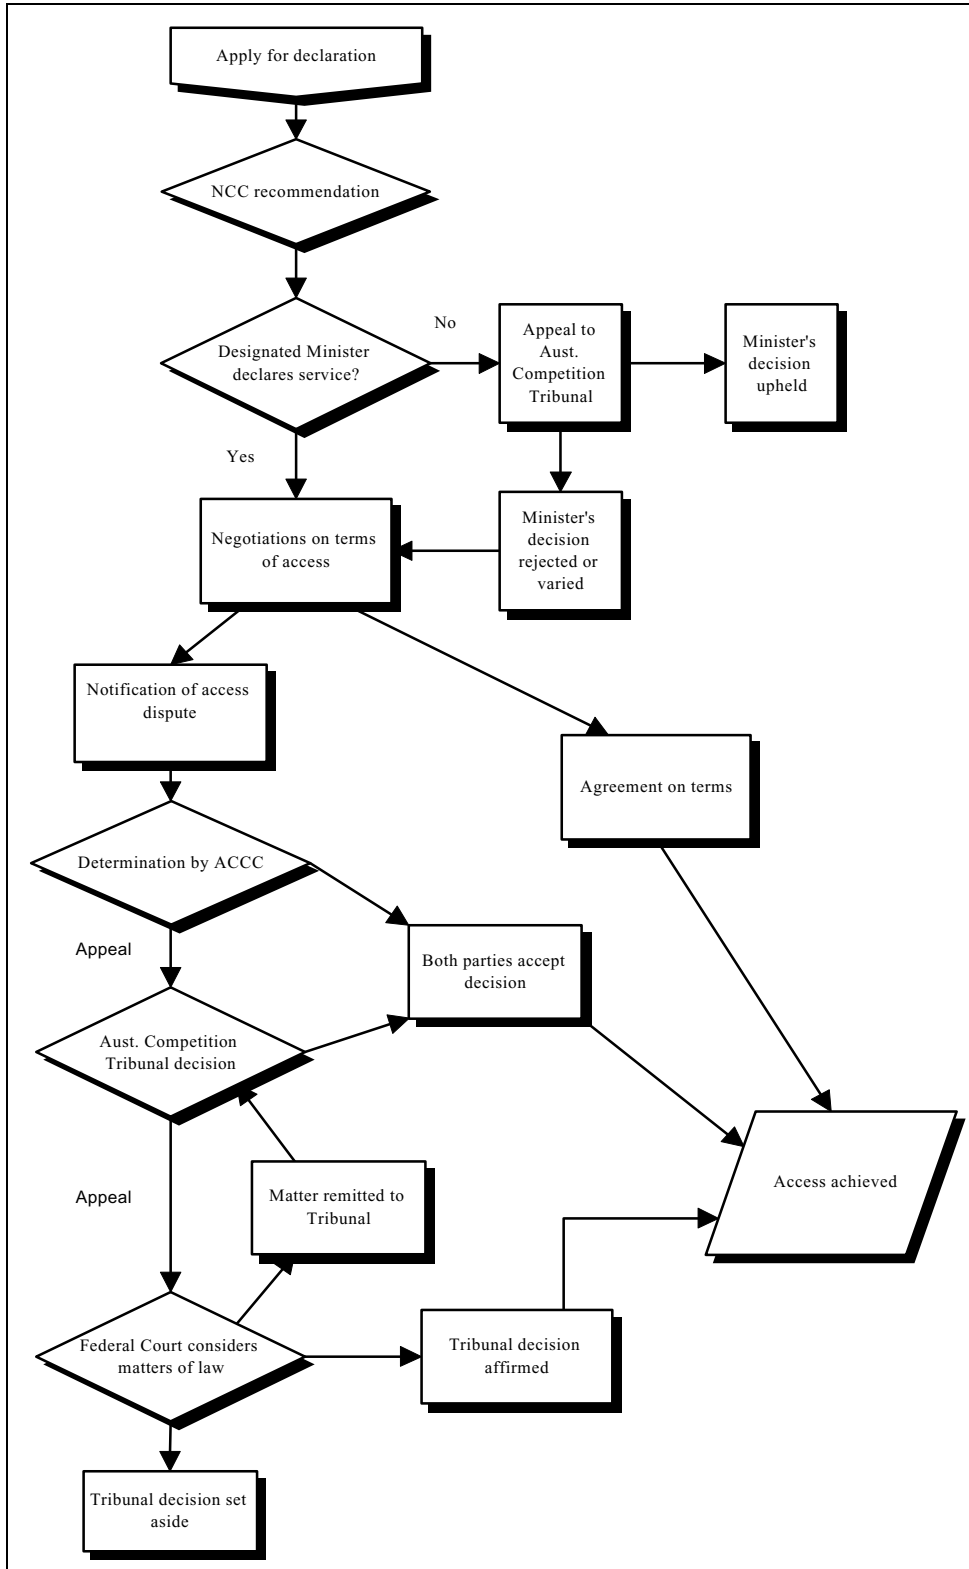 Apply for declaration
NCC recommendation
No
Appeal to
Aust.
Competition
Tribunal
Minister's
decision
upheld
Designated Minister
declares service?
Yes
Negotiations on terms
of access
Minister's
decision
rejected or
varied
Notification of access
dispute
Agreement on terms
Determination by ACCC
Appeal
Both parties accept
decision
Aust. Competition
Tribunal decision
Access achieved
Appeal
Matter remitted to
Tribunal
Federal Court considers
matters of law
Tribunal decision
affirmed
Tribunal decision set
aside